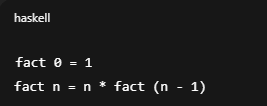 haskell
fact 0 = 1
fact n = n * fact (n - 1)